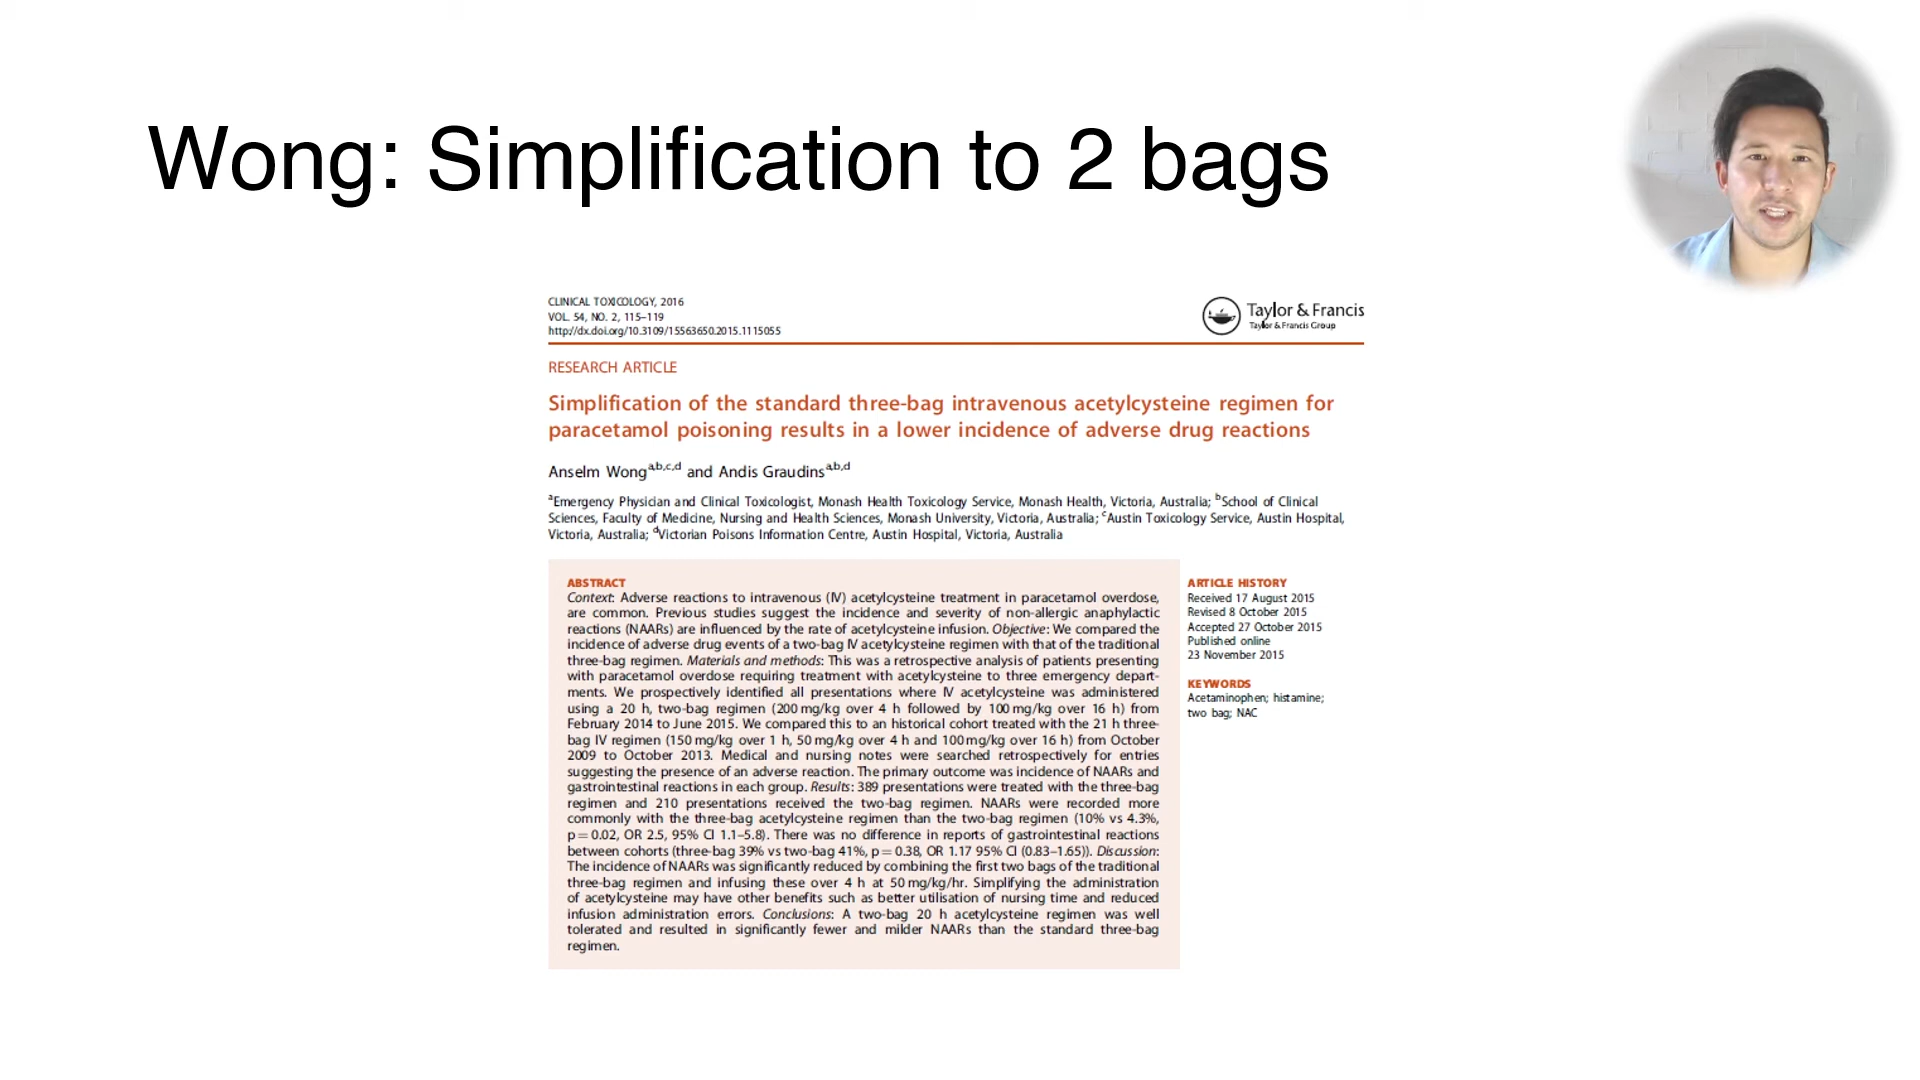 Wong: Simplification to 2 bags
CLINICAL TOXICOLOGY, 2016
VOL. 54, NO. 2, 115–119
http://dx.doi.org/10.3109/15563650.2015.1115055
Taylor & Francis
Taylor & Francis Group
RESEARCH ARTICLE
Simplification of the standard three-bag intravenous acetylcysteine regimen for
paracetamol poisoning results in a lower incidence of adverse drug reactions
Anselm Wonga,b,c,d and Andis Graudinsa,b,d
aEmergency Physician and Clinical Toxicologist, Monash Health Toxicology Service, Monash Health, Victoria, Australia; bSchool of Clinical
Sciences, Faculty of Medicine, Nursing and Health Sciences, Monash University, Victoria, Australia; cAustin Toxicology Service, Austin Hospital,
Victoria, Australia; dVictorian Poisons Information Centre, Austin Hospital, Victoria, Australia
ABSTRACT
Context: Adverse reactions to intravenous (IV) acetylcysteine treatment in paracetamol overdose,
are common. Previous studies suggest the incidence and severity of non-allergic anaphylactic
reactions (NAARs) are influenced by the rate of acetylcysteine infusion. Objective: We compared the
incidence of adverse drug events of a two-bag IV acetylcysteine regimen with that of the traditional
three-bag regimen. Materials and methods: This was a retrospective analysis of patients presenting
with paracetamol overdose requiring treatment with acetylcysteine to three emergency depart-
ments. We prospectively identified all presentations where IV acetylcysteine was administered
using a 20 h, two-bag regimen (200 mg/kg over 4 h followed by 100 mg/kg over 16 h) from
February 2014 to June 2015. We compared this to an historical cohort treated with the 21 h three-
bag IV regimen (150 mg/kg over 1 h, 50 mg/kg over 4 h and 100 mg/kg over 16 h) from October
2009 to October 2013. Medical and nursing notes were searched retrospectively for entries
suggesting the presence of an adverse reaction. The primary outcome was incidence of NAARs and
gastrointestinal reactions in each group. Results: 389 presentations were treated with the three-bag
regimen and 210 presentations received the two-bag regimen. NAARs were recorded more
commonly with the three-bag acetylcysteine regimen than the two-bag regimen (10% vs 4.3%,
p = 0.02, OR 2.5, 95% CI 1.1–5.8). There was no difference in reports of gastrointestinal reactions
between cohorts (three-bag 39% vs two-bag 41%, p = 0.38, OR 1.17 95% CI (0.83–1.65)). Discussion:
The incidence of NAARs was significantly reduced by combining the first two bags of the traditional
three-bag regimen and infusing these over 4 h at 50 mg/kg/hr. Simplifying the administration
of acetylcysteine may have other benefits such as better utilisation of nursing time and reduced
infusion administration errors. Conclusions: A two-bag 20 h acetylcysteine regimen was well
tolerated and resulted in significantly fewer and milder NAARs than the standard three-bag
regimen.
ARTICLE HISTORY
Received 17 August 2015
Revised 8 October 2015
Accepted 27 October 2015
Published online
23 November 2015
KEYWORDS
Acetaminophen; histamine;
two bag; NAC